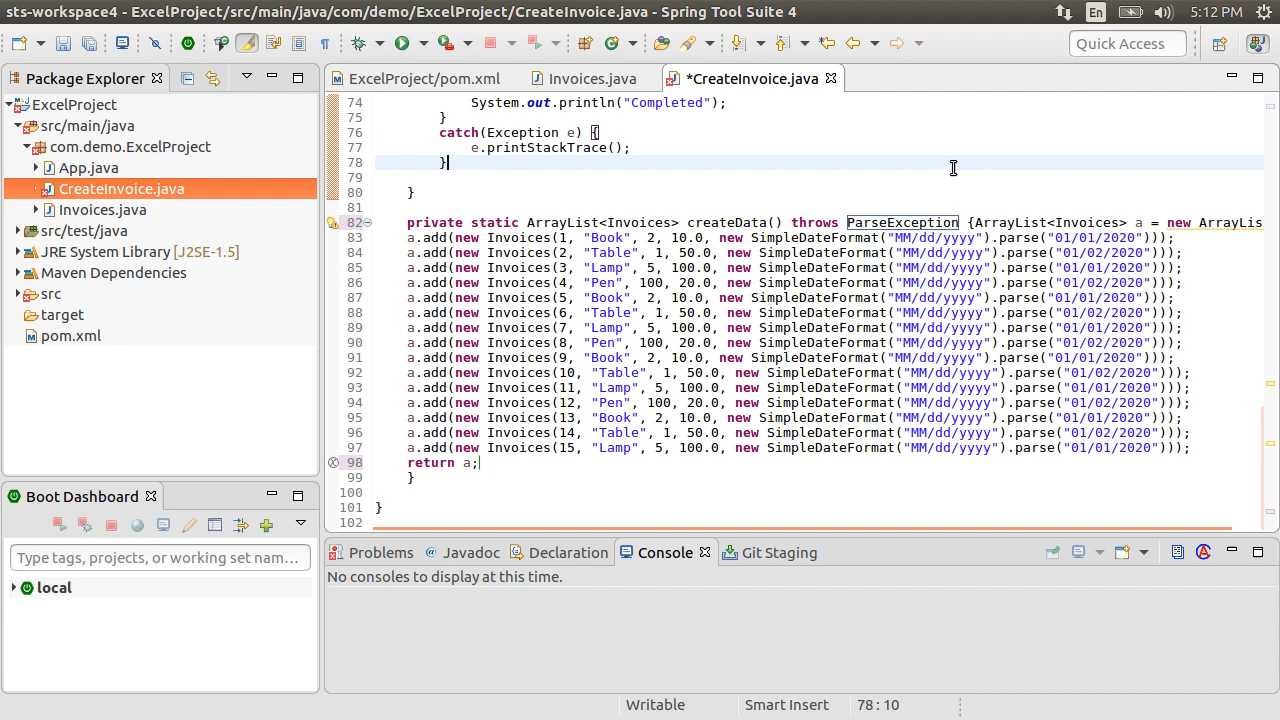 sts-workspace4 - ExcelProject/src/main/java/com/demo/ExcelProject/CreateInvoice.java - Spring Tool Suite 4
En
5:12 PM
Quick Access
Package Explorer
ExcelProject/pom.xml
Invoices.java
*CreateInvoice.java
ExcelProject
src/main/java
com.demo.ExcelProject
App.java
CreateInvoice.java
Invoices.java
src/test/java
JRE System Library [J2SE-1.5]
Maven Dependencies
src
target
pom.xml
74 System.out.println("Completed");
75 }
76 catch(Exception e) {
77 e.printStackTrace();
78 }
79
80 }
81
82 private static ArrayList<Invoices> createData() throws ParseException {ArrayList<Invoices> a = new ArrayLis
83 a.add(new Invoices(1, "Book", 2, 10.0, new SimpleDateFormat("MM/dd/yyyy").parse("01/01/2020")));
84 a.add(new Invoices(2, "Table", 1, 50.0, new SimpleDateFormat("MM/dd/yyyy").parse("01/02/2020")));
85 a.add(new Invoices(3, "Lamp", 5, 100.0, new SimpleDateFormat("MM/dd/yyyy").parse("01/02/2020")));
86 a.add(new Invoices(4, "Pen", 100, 20.0, new SimpleDateFormat("MM/dd/yyyy").parse("01/02/2020")));
87 a.add(new Invoices(5, "Book", 2, 10.0, new SimpleDateFormat("MM/dd/yyyy").parse("01/01/2020")));
88 a.add(new Invoices(6, "Table", 1, 50.0, new SimpleDateFormat("MM/dd/yyyy").parse("01/02/2020")));
89 a.add(new Invoices(7, "Lamp", 5, 100.0, new SimpleDateFormat("MM/dd/yyyy").parse("01/02/2020")));
90 a.add(new Invoices(8, "Pen", 100, 20.0, new SimpleDateFormat("MM/dd/yyyy").parse("01/02/2020")));
91 a.add(new Invoices(9, "Book", 2, 10.0, new SimpleDateFormat("MM/dd/yyyy").parse("01/01/2020")));
92 a.add(new Invoices(10, "Table", 1, 50.0, new SimpleDateFormat("MM/dd/yyyy").parse("01/02/2020")));
93 a.add(new Invoices(11, "Lamp", 5, 100.0, new SimpleDateFormat("MM/dd/yyyy").parse("01/02/2020")));
94 a.add(new Invoices(12, "Pen", 100, 20.0, new SimpleDateFormat("MM/dd/yyyy").parse("01/02/2020")));
95 a.add(new Invoices(13, "Book", 2, 10.0, new SimpleDateFormat("MM/dd/yyyy").parse("01/01/2020")));
96 a.add(new Invoices(14, "Table", 1, 50.0, new SimpleDateFormat("MM/dd/yyyy").parse("01/02/2020")));
97 a.add(new Invoices(15, "Lamp", 5, 100.0, new SimpleDateFormat("MM/dd/yyyy").parse("01/02/2020")));
98 return a;
99 }
100
101 }
102
Boot Dashboard
Type tags, projects, or working set nam...
local
Problems
Javadoc
Declaration
Console
Git Staging
No consoles to display at this time.
Writable
Smart Insert
78 : 10